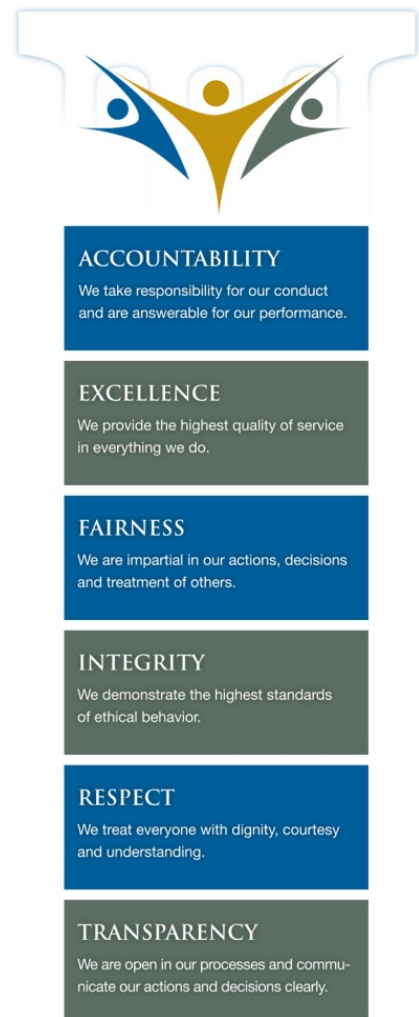 ACCOUNTABILITY
We take responsibility for our conduct
and are answerable for our performance.
EXCELLENCE
We provide the highest quality of service
in everything we do.
FAIRNESS
We are impartial in our actions, decisions
and treatment of others.
INTEGRITY
We demonstrate the highest standards
of ethical behavior.
RESPECT
We treat everyone with dignity, courtesy
and understanding.
TRANSPARENCY
We are open in our processes and commu-
nicate our actions and decisions clearly.